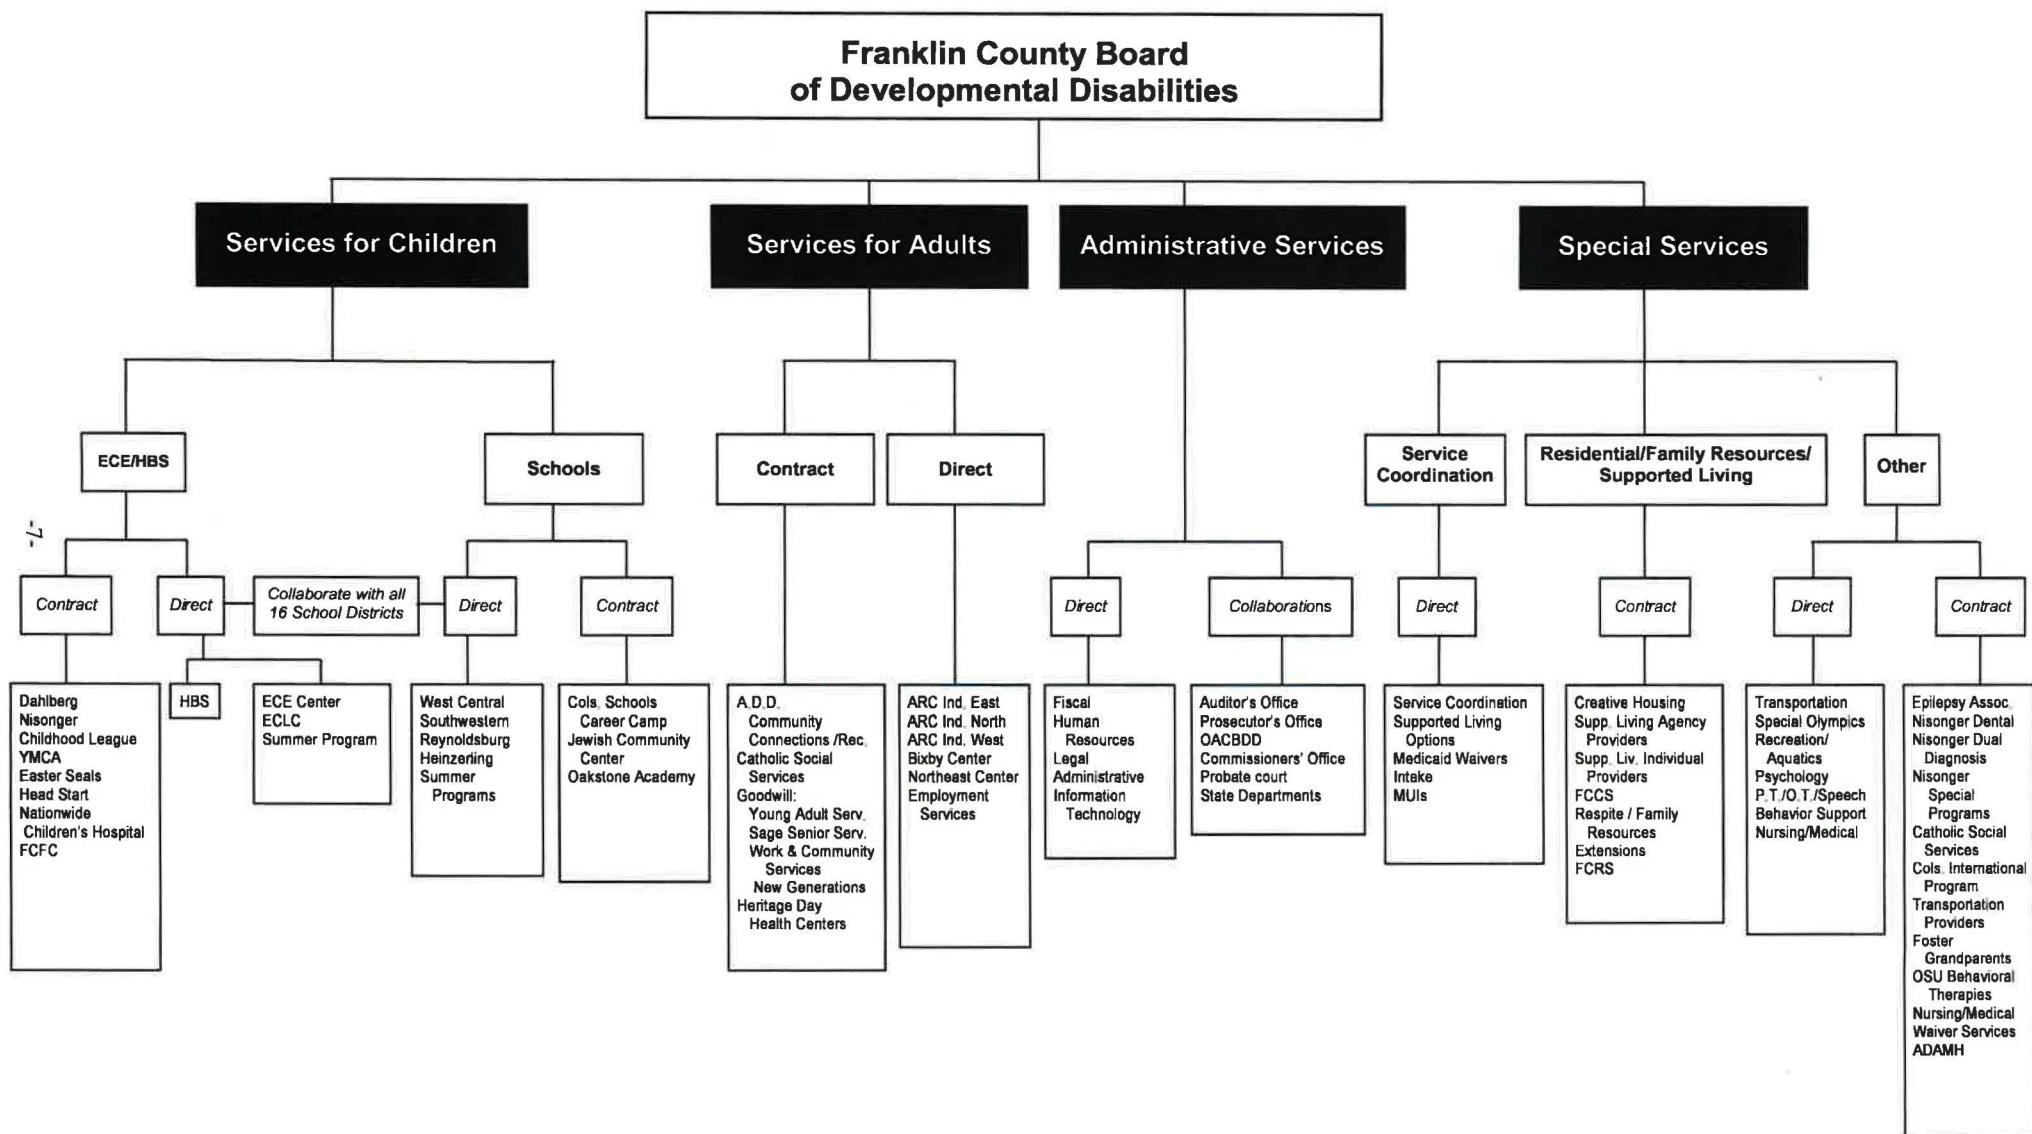 Franklin County Board
of Developmental Disabilities
Services for Children
Services for Adults
Administrative Services
Special Services
ECE/HBS
Schools
Contract
Direct
Service
Coordination
Residential/Family Resources/
Supported Living
Other
-7-
Contract
Direct
Collaborate with all
16 School Districts
Direct
Contract
Direct
Collaborations
Direct
Contract
Direct
Contract
Dahlberg
Nisonger
Childhood League
YMCA
Easter Seals
Head Start
Nationwide
Children's Hospital
FCFC
HBS
ECE Center
ECLC
Summer Program
West Central
Southwestern
Reynoldsburg
Heinzerling
Summer
Programs
Cols. Schools
Career Camp
Jewish Community
Center
Oakstone Academy
A.D.D.
Community
Connections /Rec.
Catholic Social
Services
Goodwill:
Young Adult Serv.
Sage Senior Serv.
Work & Community
Services
New Generations
Heritage Day
Health Centers
ARC Ind. East
ARC Ind. North
ARC Ind. West
Bixby Center
Northeast Center
Employment
Services
Fiscal
Human
Resources
Legal
Administrative
Information
Technology
Auditor's Office
Prosecutor's Office
OACBDD
Commissioners' Office
Probate court
State Departments
Service Coordination
Supported Living
Options
Medicaid Waivers
Intake
MUIs
Creative Housing
Supp. Living Agency
Providers
Supp. Liv. Individual
Providers
FCCS
Respite / Family
Resources
Extensions
FCRS
Transportation
Special Olympics
Recreation/
Aquatics
Psychology
P.T./O.T./Speech
Behavior Support
Nursing/Medical
Epilepsy Assoc.
Nisonger Dental
Nisonger Dual
Diagnosis
Nisonger
Special
Programs
Catholic Social
Services
Cols. International
Program
Transportation
Providers
Foster
Grandparents
OSU Behavioral
Therapies
Nursing/Medical
Waiver Services
ADAMH